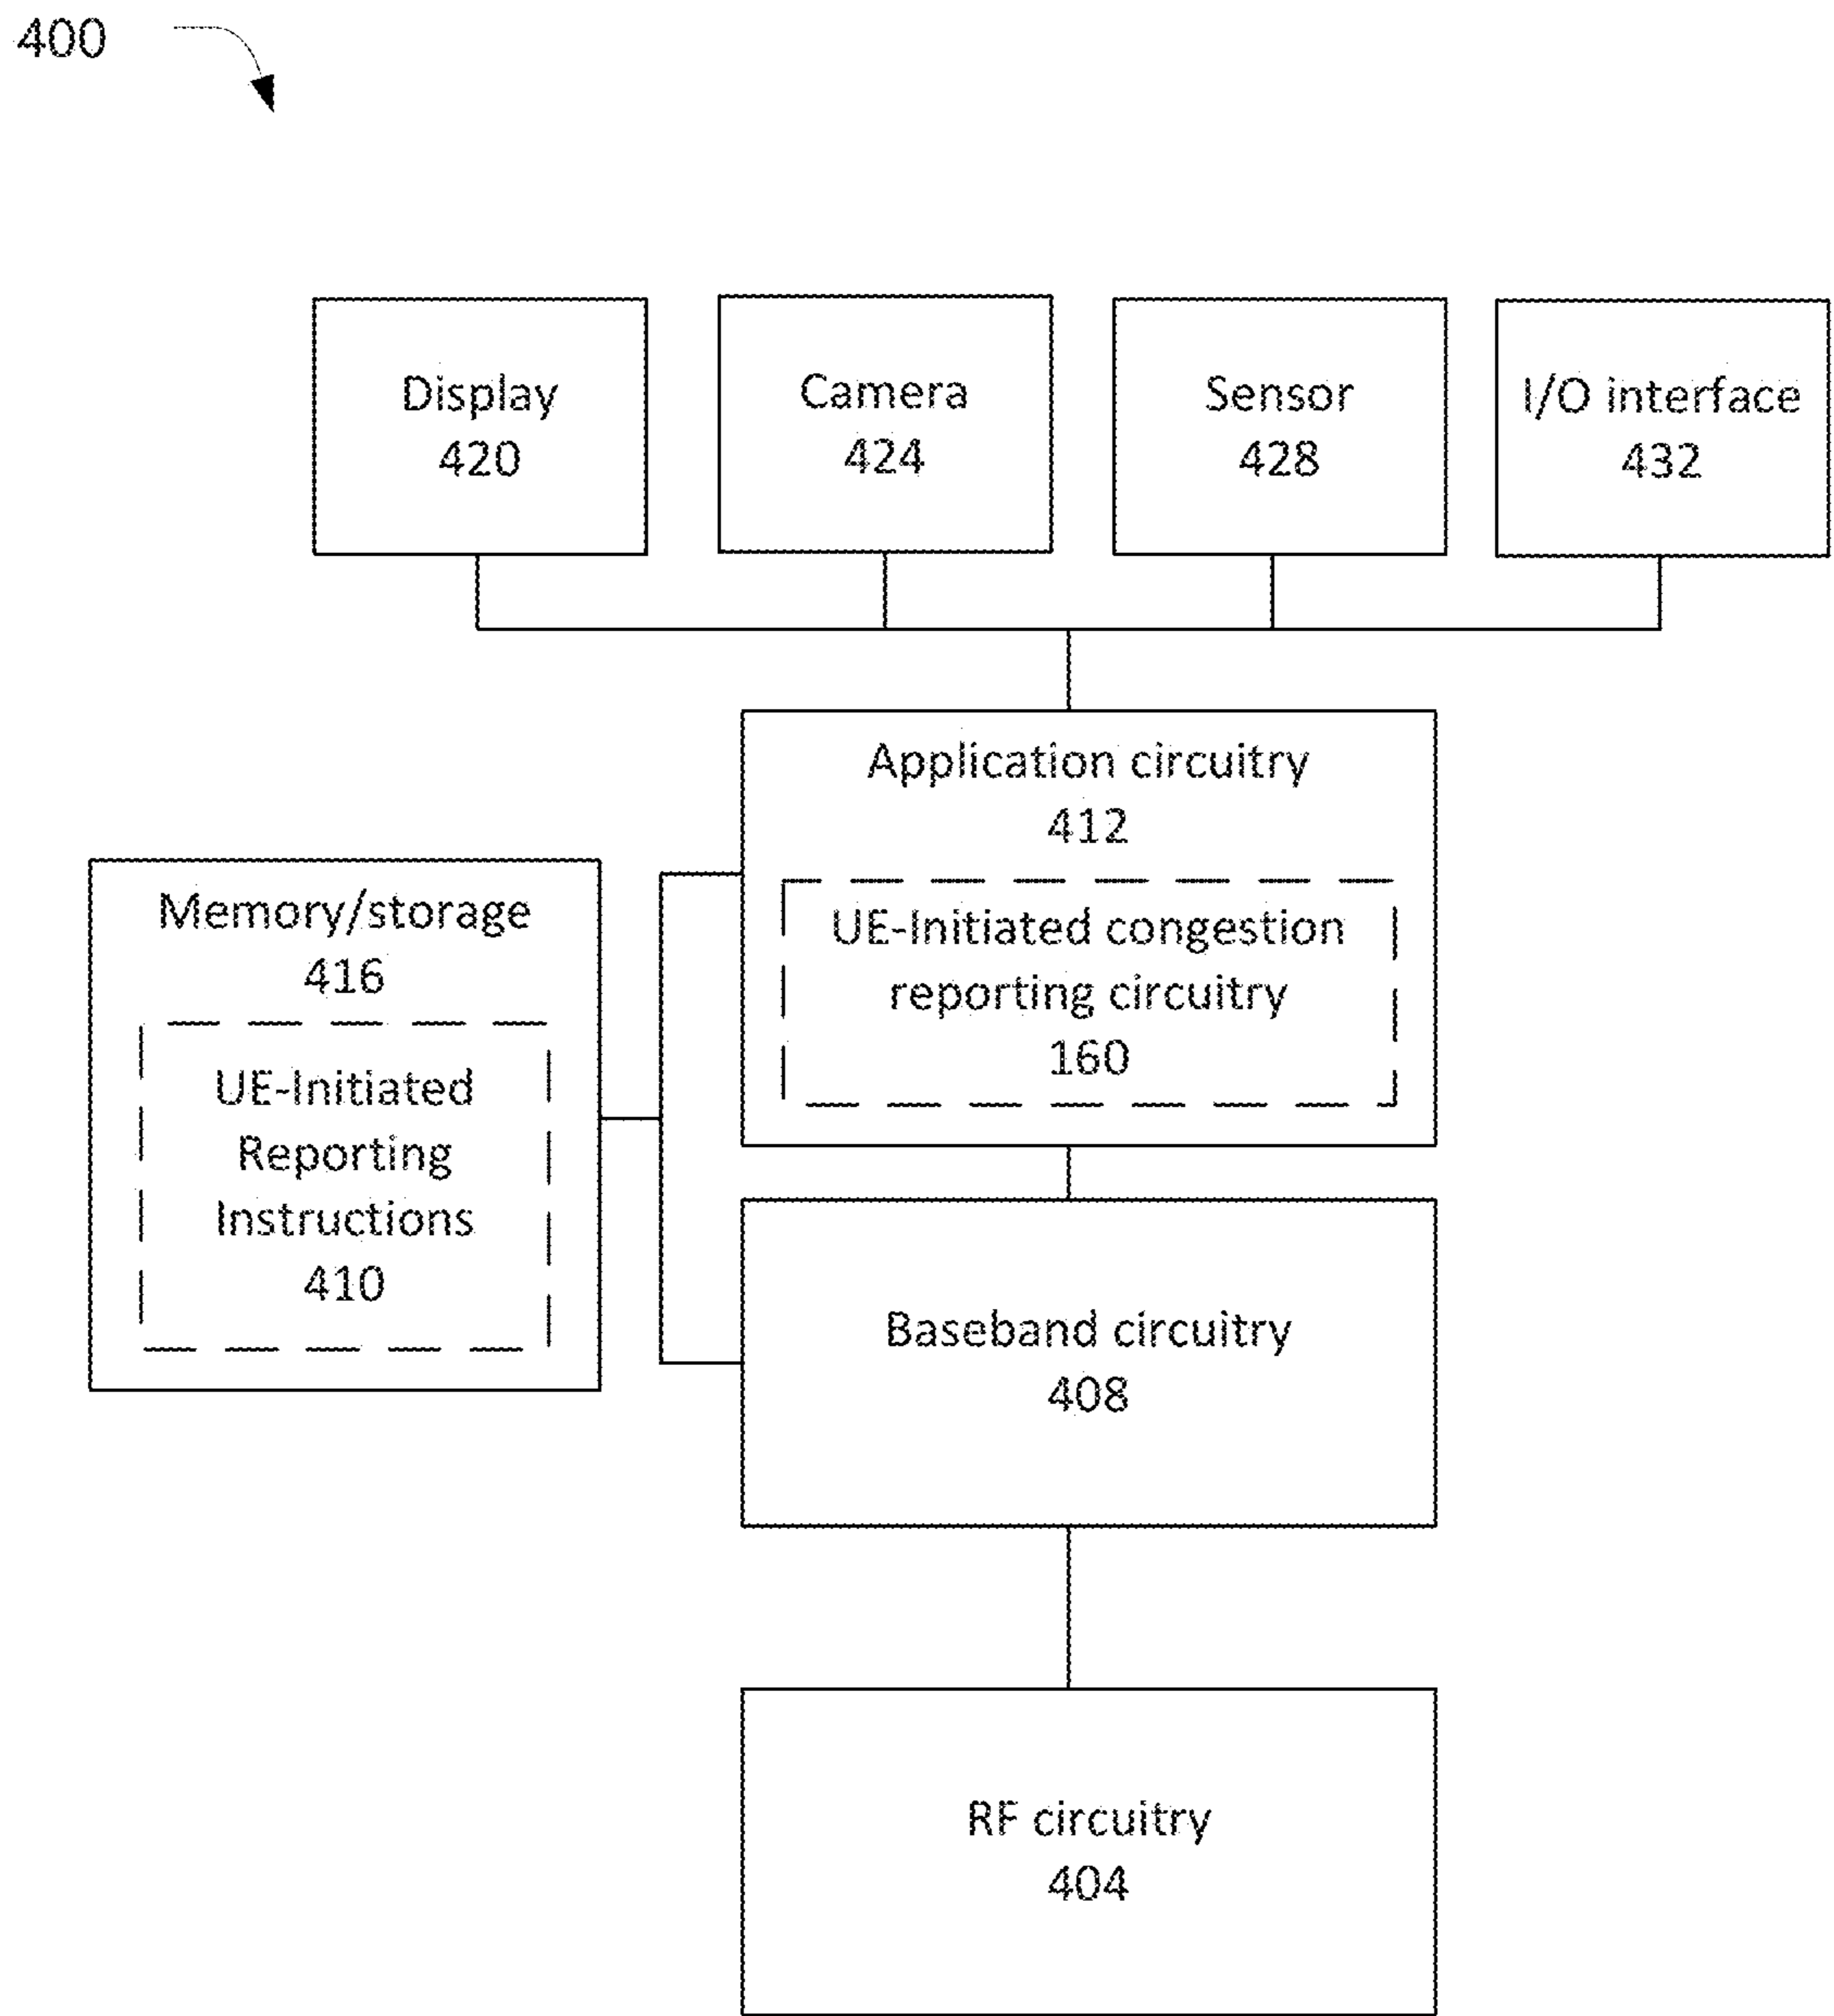 400
Display
420
Camera
424
Sensor
428
I/O interface
432
Application circuitry
412
UE-Initiated congestion
reporting circuitry
160
Memory/storage
416
UE-Initiated
Reporting
Instructions
410
Baseband circuitry
408
RF circuitry
404